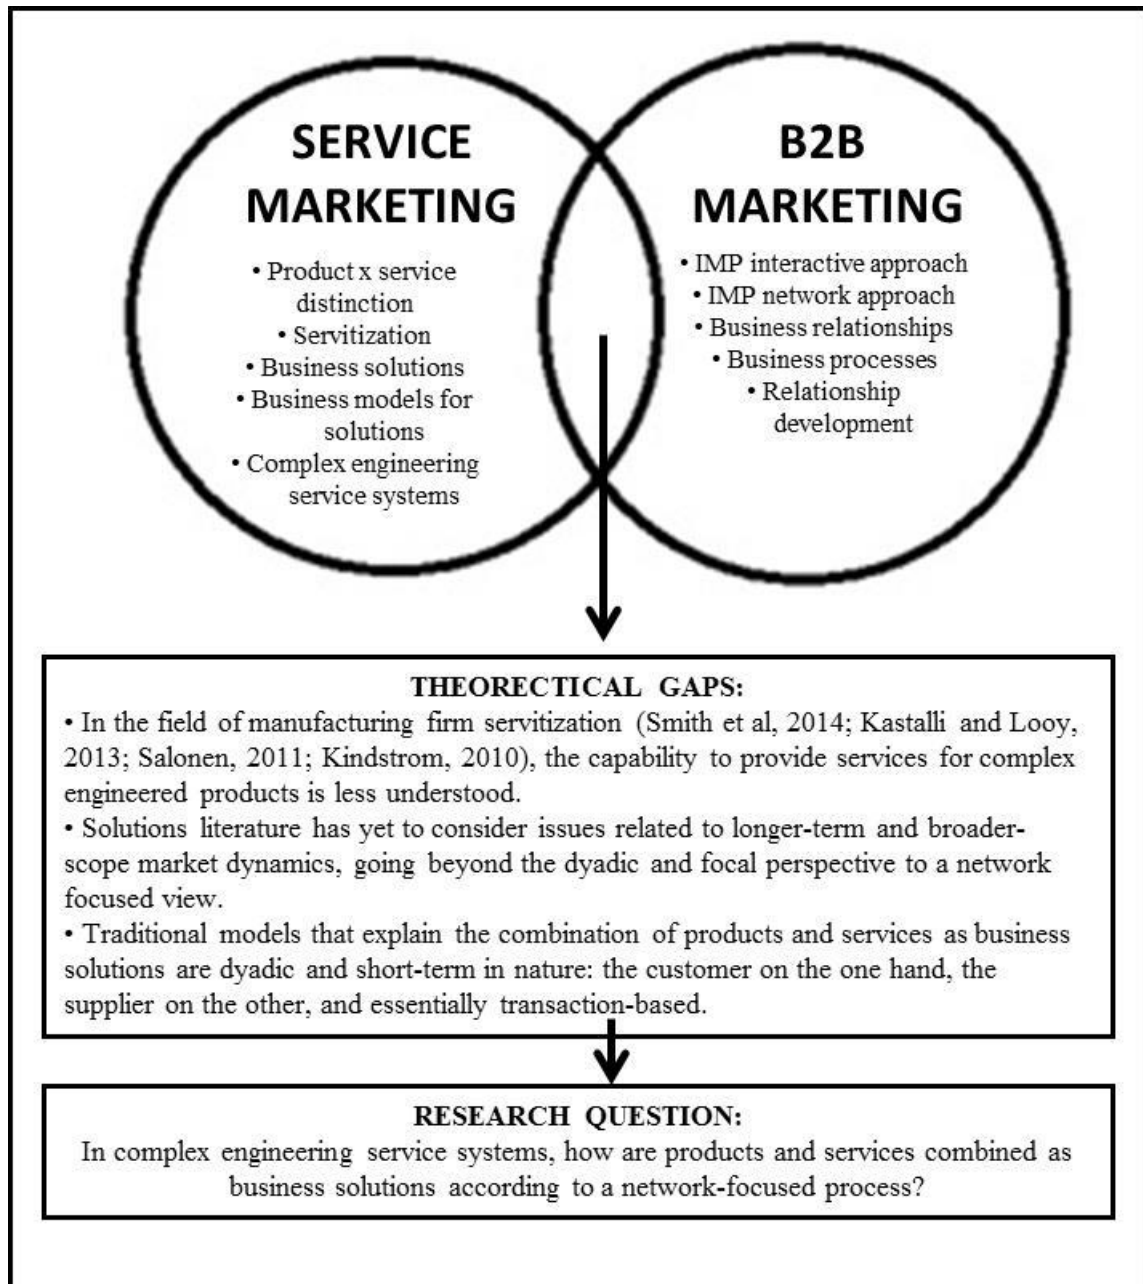 SERVICE
MARKETING
• Product x service
distinction
• Servitization
• Business solutions
• Business models for
solutions
• Complex engineering
service systems
B2B
MARKETING
• IMP interactive approach
• IMP network approach
• Business relationships
• Business processes
• Relationship
development
THEORECTICAL GAPS:
• In the field of manufacturing firm servitization (Smith et al, 2014; Kastalli and Looy,
2013; Salonen, 2011; Kindstrom, 2010), the capability to provide services for complex
engineered products is less understood.
• Solutions literature has yet to consider issues related to longer-term and broader-
scope market dynamics, going beyond the dyadic and focal perspective to a network
focused view.
• Traditional models that explain the combination of products and services as business
solutions are dyadic and short-term in nature: the customer on the one hand, the
supplier on the other, and essentially transaction-based.
RESEARCH QUESTION:
In complex engineering service systems, how are products and services combined as
business solutions according to a network-focused process?